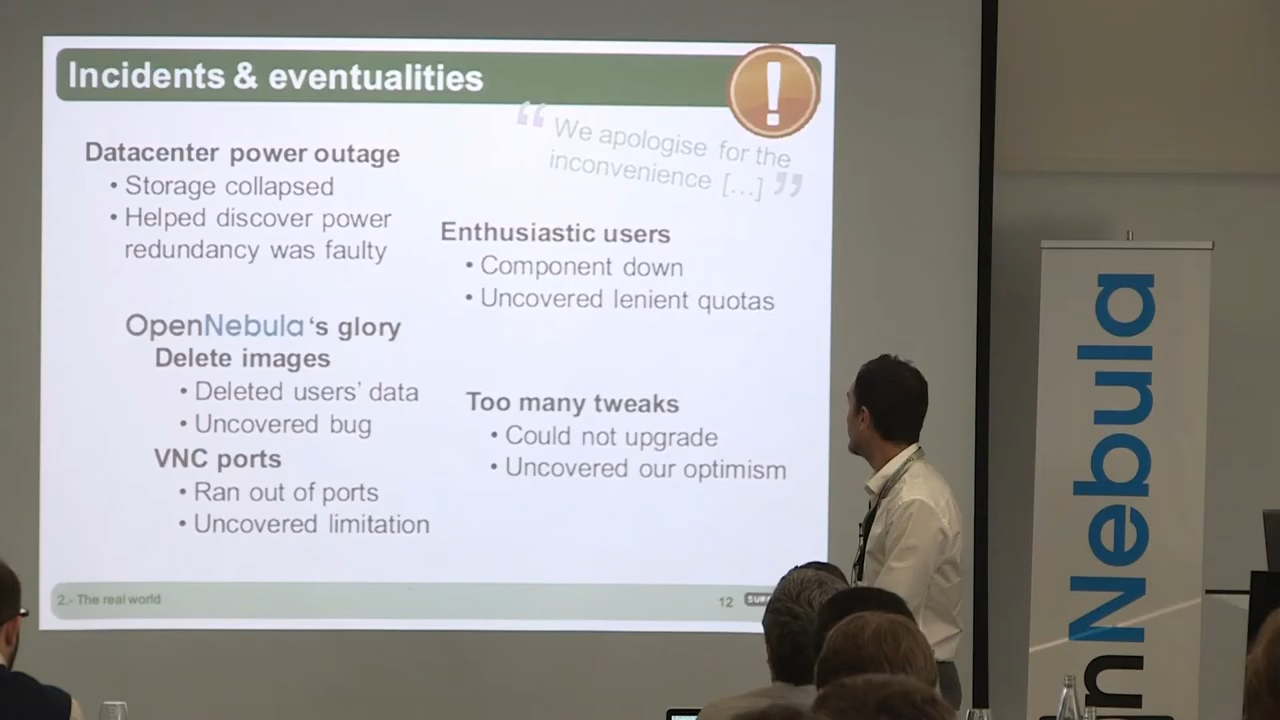 Incidents & eventualities
“ We apologise for the
inconvenience [...] ”
Datacenter power outage
• Storage collapsed
• Helped discover power
redundancy was faulty
OpenNebula‘s glory
Delete images
• Deleted users’ data
• Uncovered bug
VNC ports
• Ran out of ports
• Uncovered limitation
Enthusiastic users
• Component down
• Uncovered lenient quotas
Too many tweaks
• Could not upgrade
• Uncovered our optimism
2.- The real world
12
nNebula